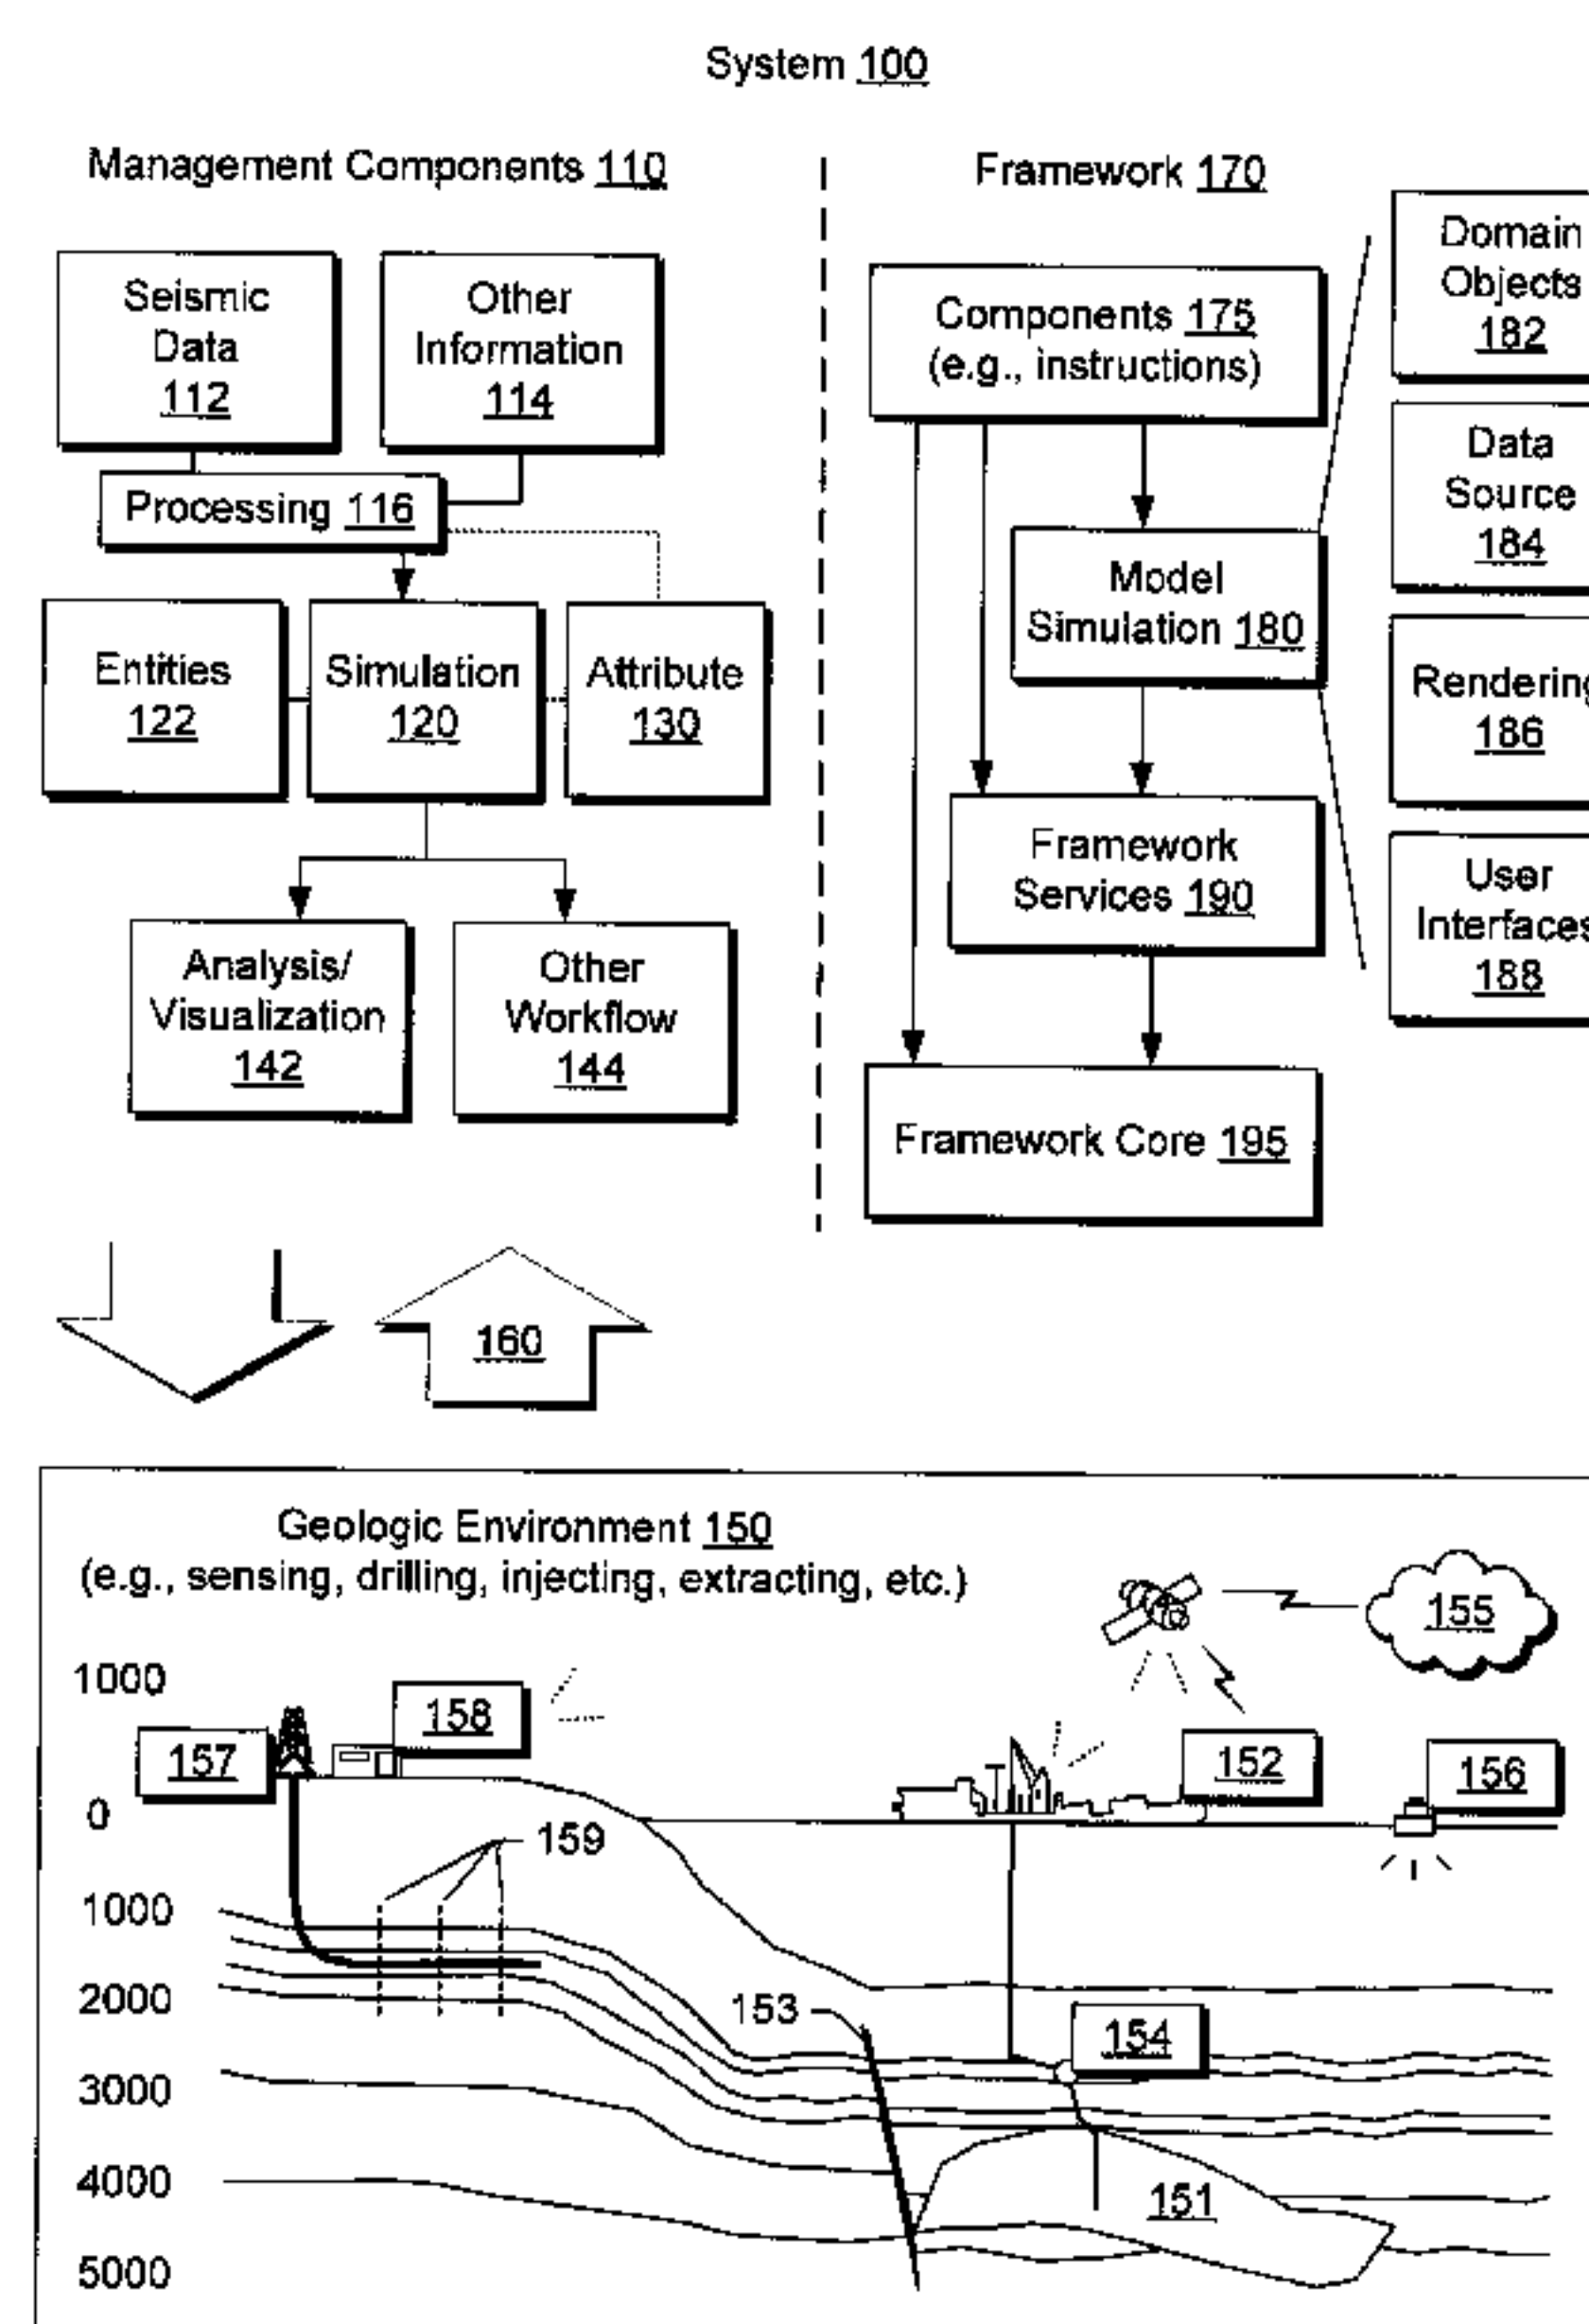 System 100
Management Components 110
Seismic
Data
112
Other
Information
114
Processing 116
Entities
122
Simulation
120
Attribute
130
Analysis/
Visualization
142
Other
Workflow
144
Framework 170
Components 175
(e.g., instructions)
Model
Simulation 180
Framework
Services 190
Framework Core 195
Domain
Objects
182
Data
Source
184
Rendering
186
User
Interfaces
188
160
Geologic Environment 150
(e.g., sensing, drilling, injecting, extracting, etc.)
155
1000
158
157
152
156
0
159
1000
2000
153
154
3000
4000
151
5000